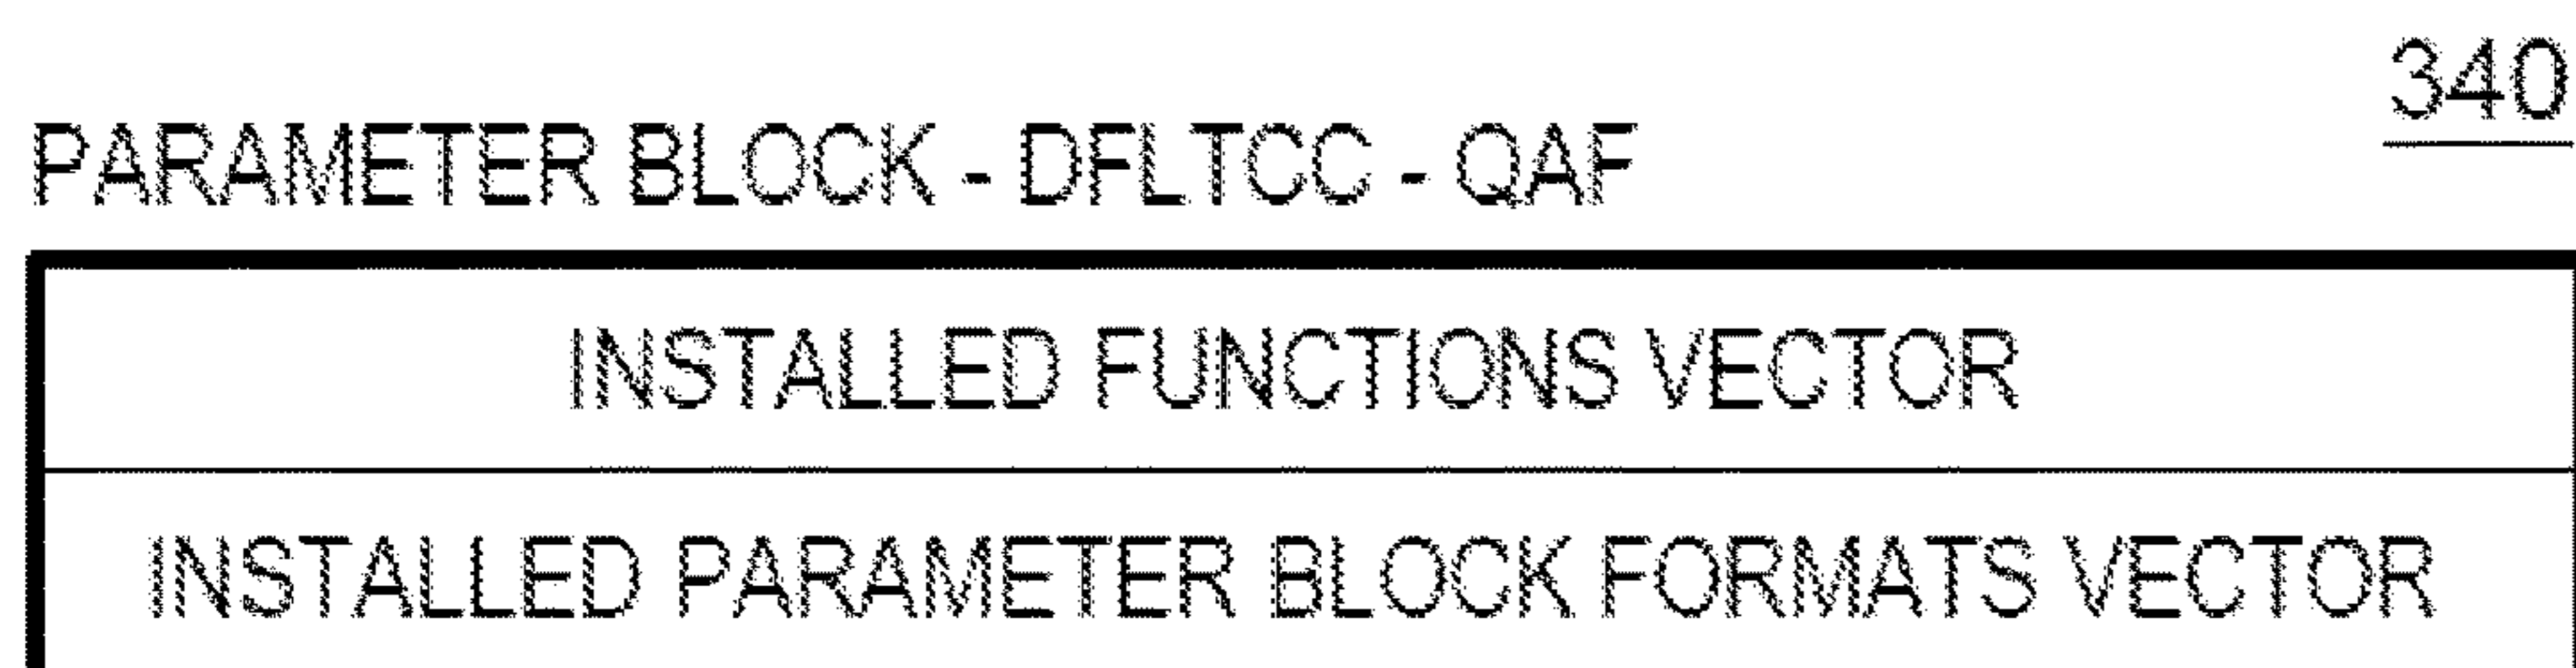 340
PARAMETER BLOCK - DFLTCC - QAF
INSTALLED FUNCTIONS VECTOR
INSTALLED PARAMETER BLOCK FORMATS VECTOR